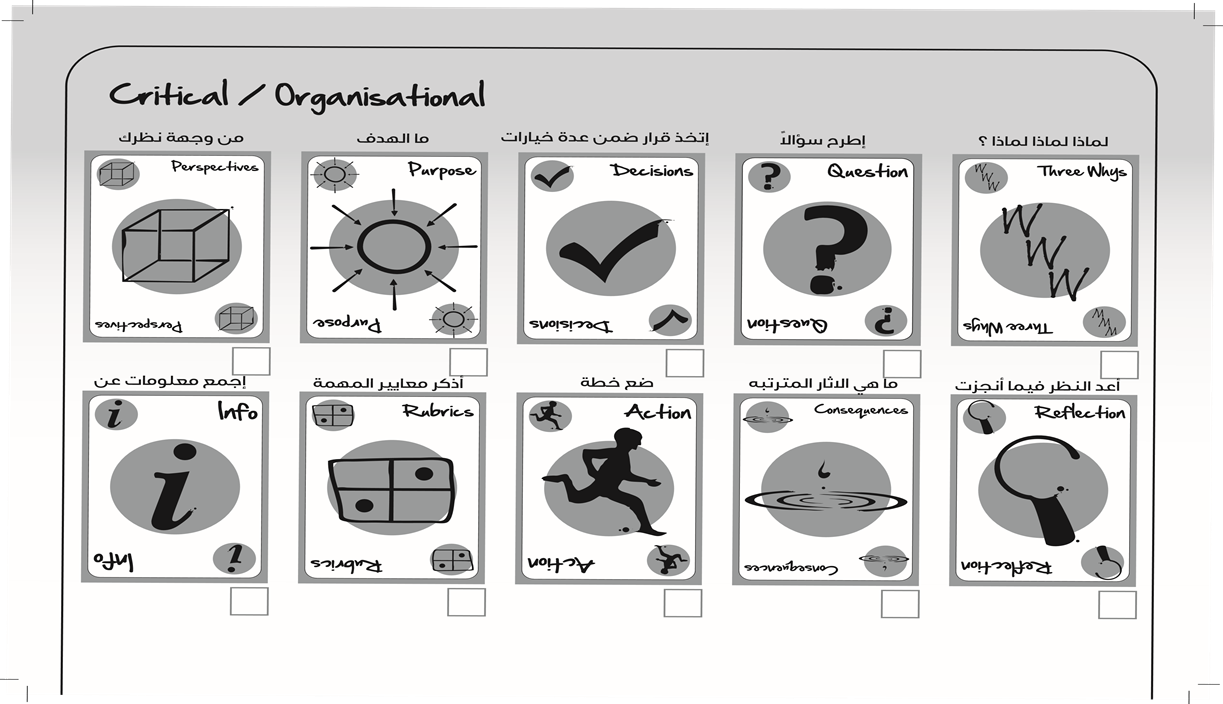 Critical / Organisational
من وجهة نظرك
ما الهدف
إتخذ قرار ضمن عدة خيارات
إطرح سؤالاً
لماذا لماذا لماذا ؟
Perspectives
Purpose
Decisions
?
Question
Three Whys
W
W
W
?
W
W
W
Perspectives
Purpose
Decisions
Question
?
Three Whys
W
W
W
إجمع معلومات عن
أذكر معايير المهمة
ضع خطة
ما هي الاثار المترتبه
أعد النظر فيما أنجزت
i
Info
Rubrics
Action
Consequences
Reflection
i
Info
i
Rubrics
Action
Consequences
Reflection